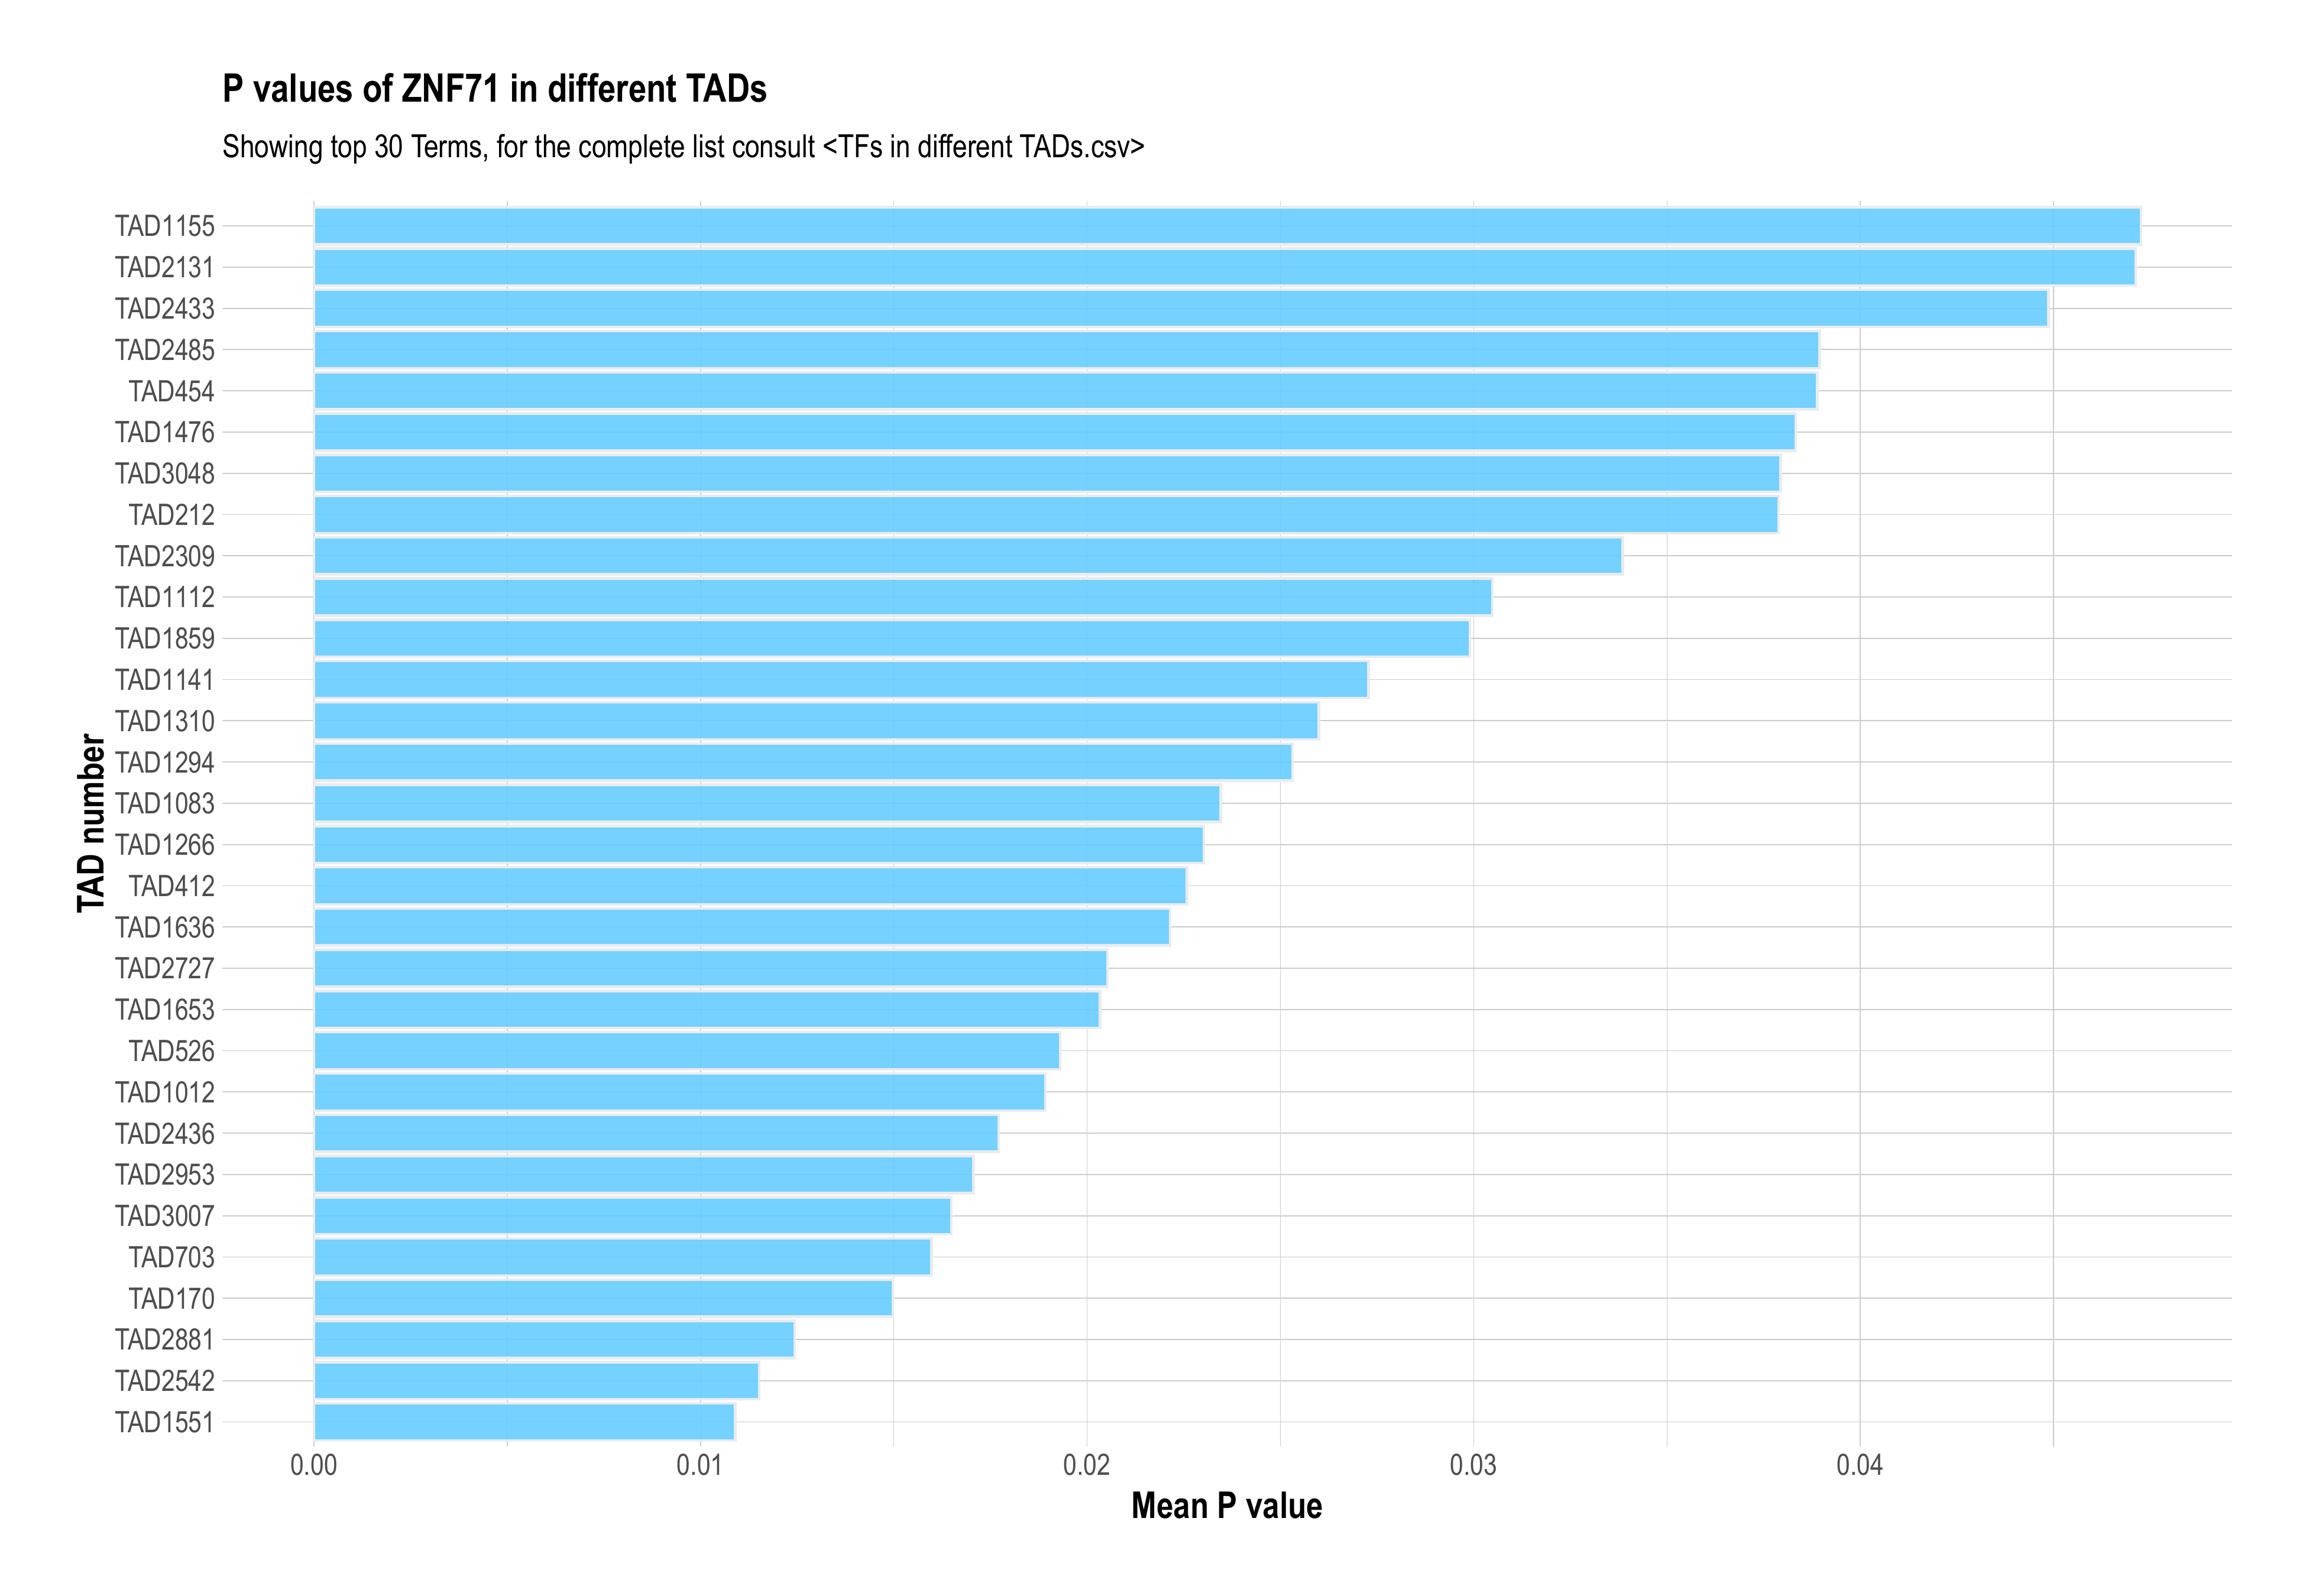 P values of ZNF71 in different TADs
Showing top 30 Terms, for the complete list consult <TFs in different TADs.csv>
TAD number
TAD1155
TAD2131
TAD2433
TAD2485
TAD454
TAD1476
TAD3048
TAD212
TAD2309
TAD1112
TAD1859
TAD1141
TAD1310
TAD1294
TAD1083
TAD1266
TAD412
TAD1636
TAD2727
TAD1653
TAD526
TAD1012
TAD2436
TAD2953
TAD3007
TAD703
TAD170
TAD2881
TAD2542
TAD1551
0.00 0.01 0.02 0.03 0.04
Mean P value